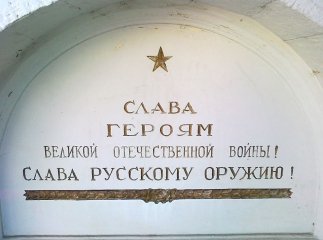 СЛАВА
ГЕРОЯМ
ВЕЛИКОЙ ОТЕЧЕСТВЕННОЙ ВОЙНЫ!
СЛАВА РУССКОМУ ОРУЖИЮ!